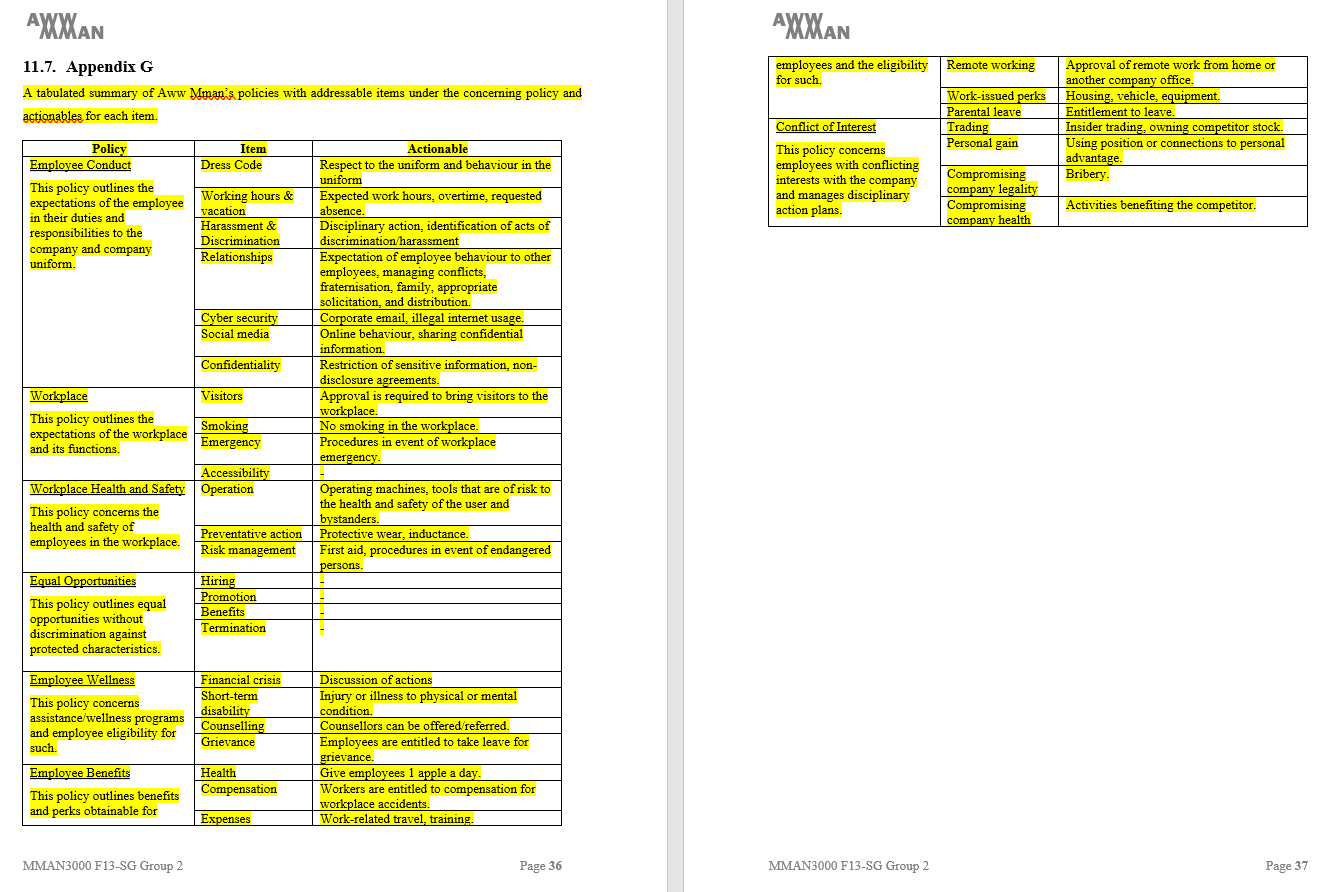 AWW
MMAN
11.7. Appendix G
A tabulated summary of Aww Mman's policies with addressable items under the concerning policy and
actionables for each item.
Policy Item Actionable
Employee Conduct
This policy outlines the
expectations of the employee
in their duties and
responsibilities to the
company and company
uniform.
Dress Code
Respect to the uniform and behaviour in the
uniform
Working hours &
vacation
Expected work hours, overtime, requested
absence.
Harassment &
Discrimination
Disciplinary action, identification of acts of
discrimination/harassment
Relationships
Expectation of employee behaviour to other
employees, managing conflicts,
fraternisation, family, appropriate
solicitation, and distribution.
Cyber security
Corporate email, illegal internet usage.
Social media
Online behaviour, sharing confidential
information.
Confidentiality
Restriction of sensitive information, non-
disclosure agreements.
Workplace
This policy outlines the
expectations of the workplace
and its functions.
Visitors
Approval is required to bring visitors to the
workplace.
Smoking
No smoking in the workplace.
Emergency
Procedures in event of workplace
emergency.
Accessibility
-
Workplace Health and Safety
This policy concerns the
health and safety of
employees in the workplace.
Operation
Operating machines, tools that are of risk to
the health and safety of the user and
bystanders.
Preventative action
Protective wear, inductance.
Risk management
First aid, procedures in event of endangered
persons.
Equal Opportunities
This policy outlines equal
opportunities without
discrimination against
protected characteristics.
Hiring
-
Promotion
-
Benefits
-
Termination
-
Employee Wellness
This policy concerns
assistance/wellness programs
and employee eligibility for
such.
Financial crisis
Discussion of actions
Short-term
disability
Injury or illness to physical or mental
condition.
Counselling
Counsellors can be offered/referred.
Grievance
Employees are entitled to take leave for
grievance.
Employee Benefits
This policy outlines benefits
and perks obtainable for
Health
Give employees 1 apple a day.
Compensation
Workers are entitled to compensation for
workplace accidents.
Expenses
Work-related travel, training.
MMAN3000 F13-SG Group 2
Page 36
AWW
MMAN
employees and the eligibility
for such.
Remote working
Approval of remote work from home or
another company office.
Work-issued perks
Housing, vehicle, equipment.
Parental leave
Entitlement to leave.
Conflict of Interest
This policy concerns
employees with conflicting
interests with the company
and manages disciplinary
action plans.
Trading
Insider trading, owning competitor stock.
Personal gain
Using position or connections to personal
advantage.
Compromising
company legality
Bribery.
Compromising
company health
Activities benefiting the competitor.
MMAN3000 F13-SG Group 2
Page 37